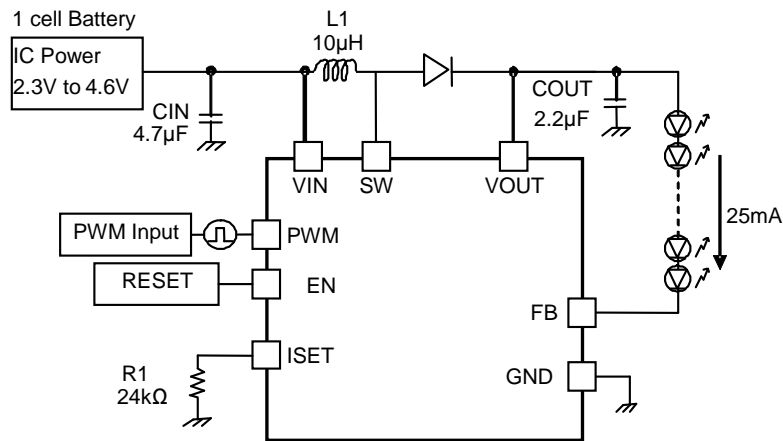 1 cell Battery
IC Power
2.3V to 4.6V
L1
10µH
CIN
4.7µF
COUT
2.2µF
VIN
SW
VOUT
25mA
PWM Input
PWM
RESET
EN
FB
ISET
R1
24kΩ
GND